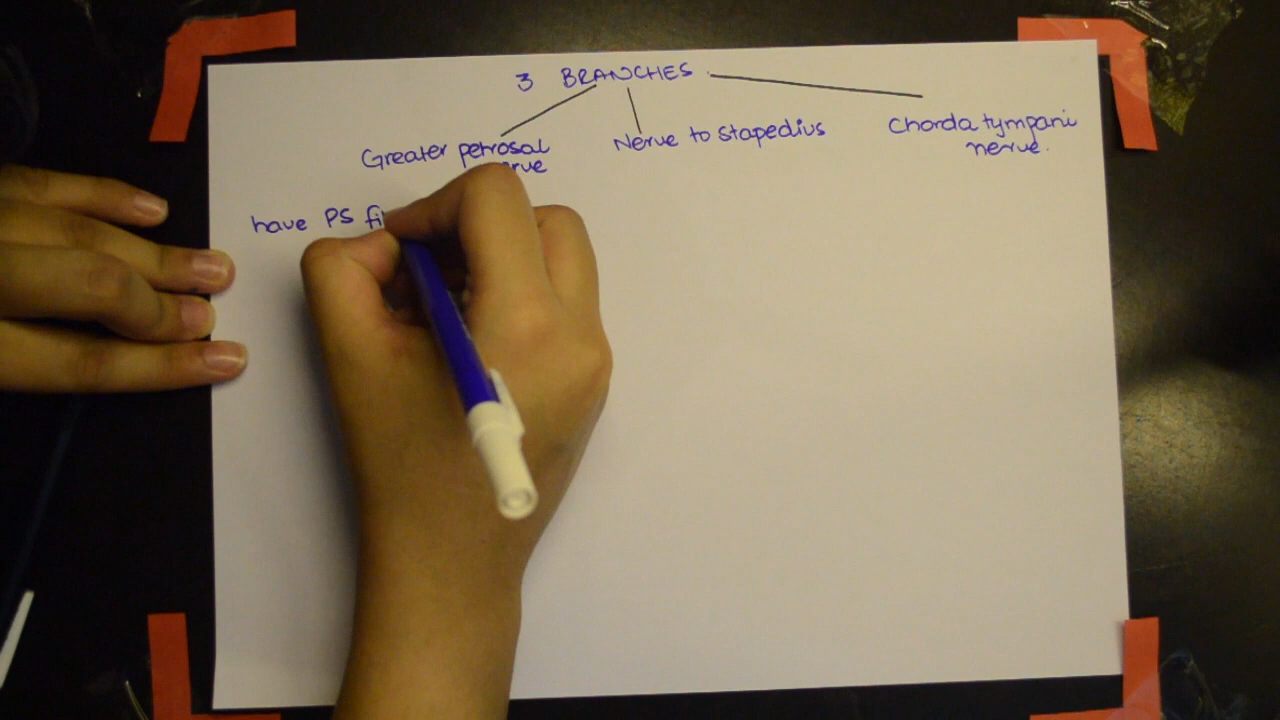 3 BRANCHES
Greater petrosal
Nerve to stapedius
Chorda tympani
nerve.
have PS